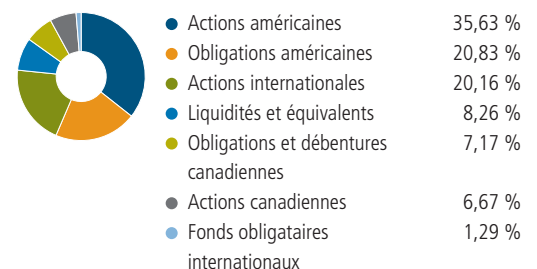 Actions américaines 35,63 %
Obligations américaines 20,83 %
Actions internationales 20,16 %
Liquidités et équivalents 8,26 %
Obligations et débentures 7,17 %
canadiennes
Actions canadiennes 6,67 %
Fonds obligataires 1,29 %
internationaux